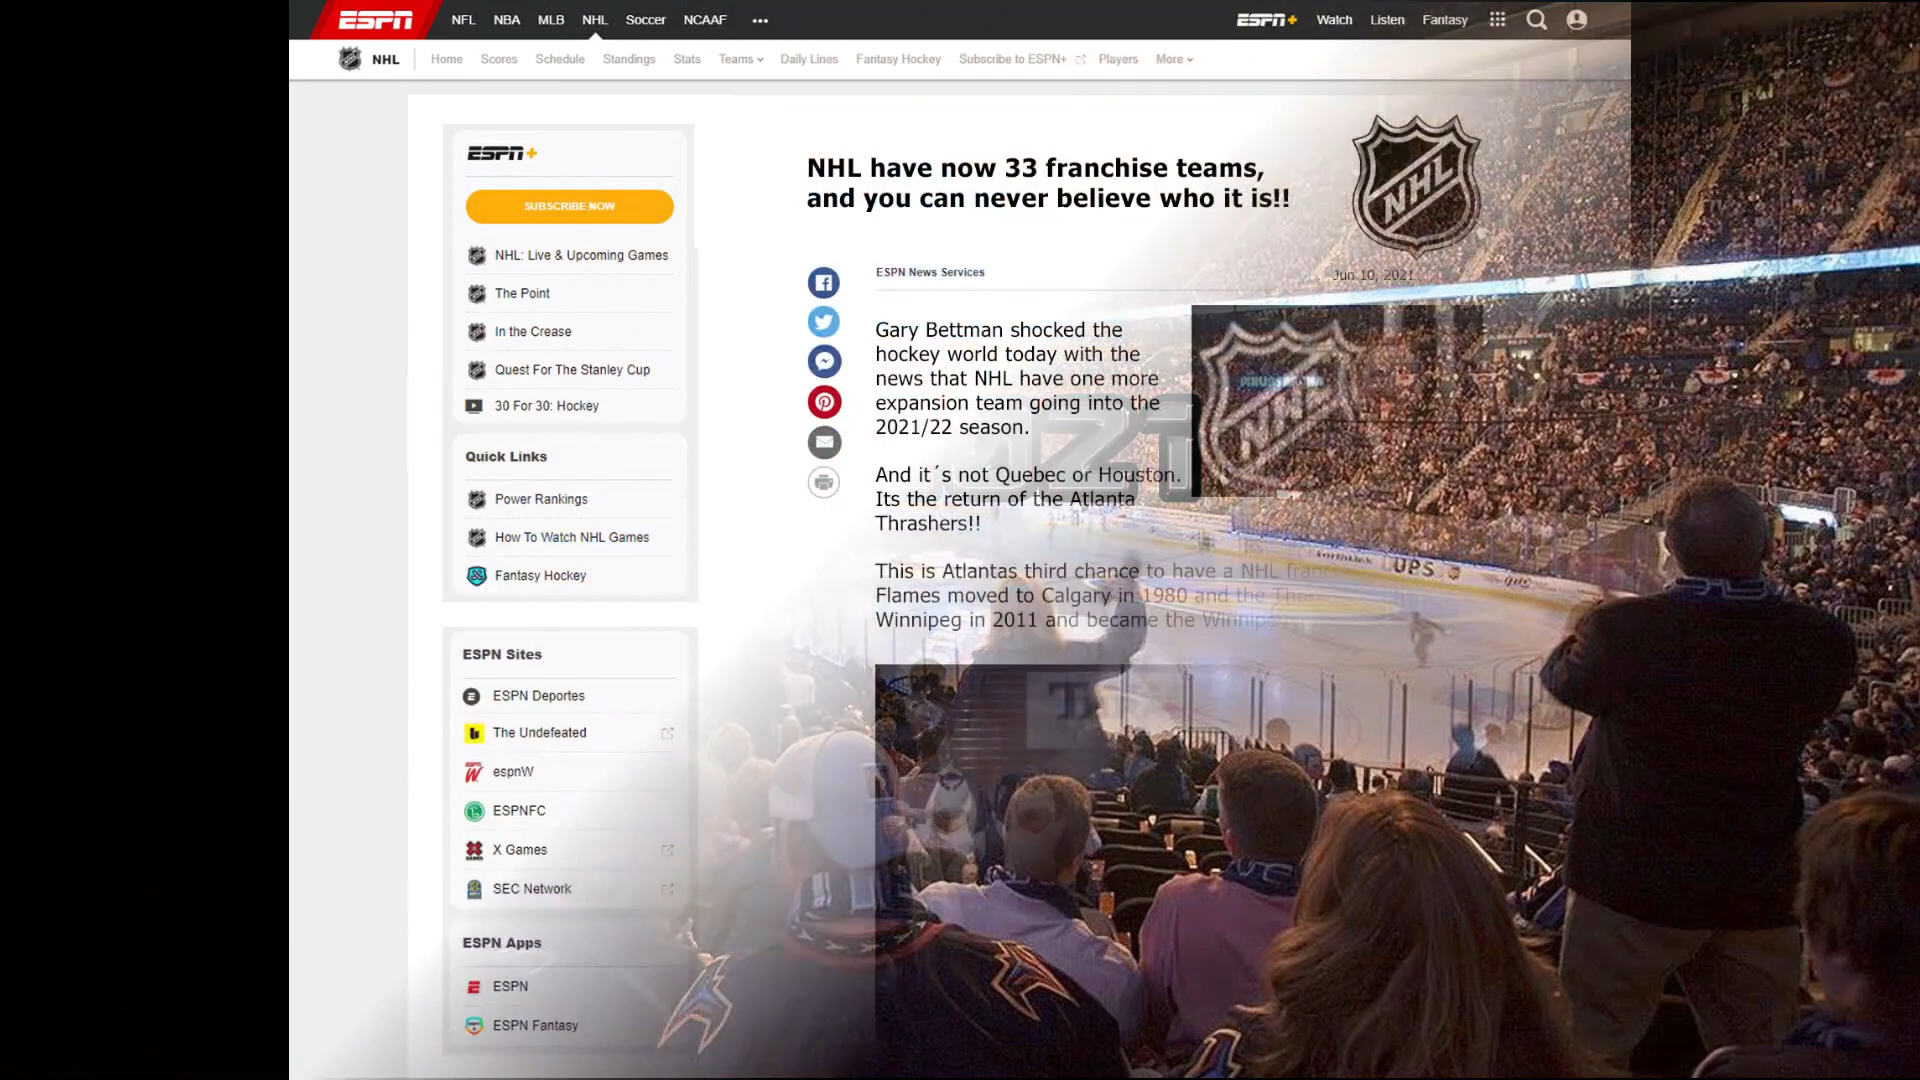 ESPN
NFL NBA MLB NHL Soccer NCAAF
ESPN+ Watch Listen Fantasy
NHL Home Scores Schedule Standings Stats Teams Daily Lines Fantasy Hockey Subscribe to ESPN+ Players More
ESPN+
SUBSCRIBE NOW
NHL: Live & Upcoming Games
The Point
In the Crease
Quest For The Stanley Cup
30 For 30: Hockey
Quick Links
Power Rankings
How To Watch NHL Games
Fantasy Hockey
ESPN Sites
ESPN Deportes
The Undefeated
espnW
ESPNFC
X Games
SEC Network
ESPN Apps
ESPN
ESPN Fantasy
NHL have now 33 franchise teams,
and you can never believe who it is!!
NHL
ESPN News Services
Jun 10, 2021
Gary Bettman shocked the
hockey world today with the
news that NHL have one more
expansion team going into the
2021/22 season.
And it´s not Quebec or Houston.
Its the return of the Atlanta
Thrashers!!
NHL
This is Atlantas third chance to have a NHL
Flames moved to Calgary in 1980 and the
Winnipeg in 2011 and became the
UPS